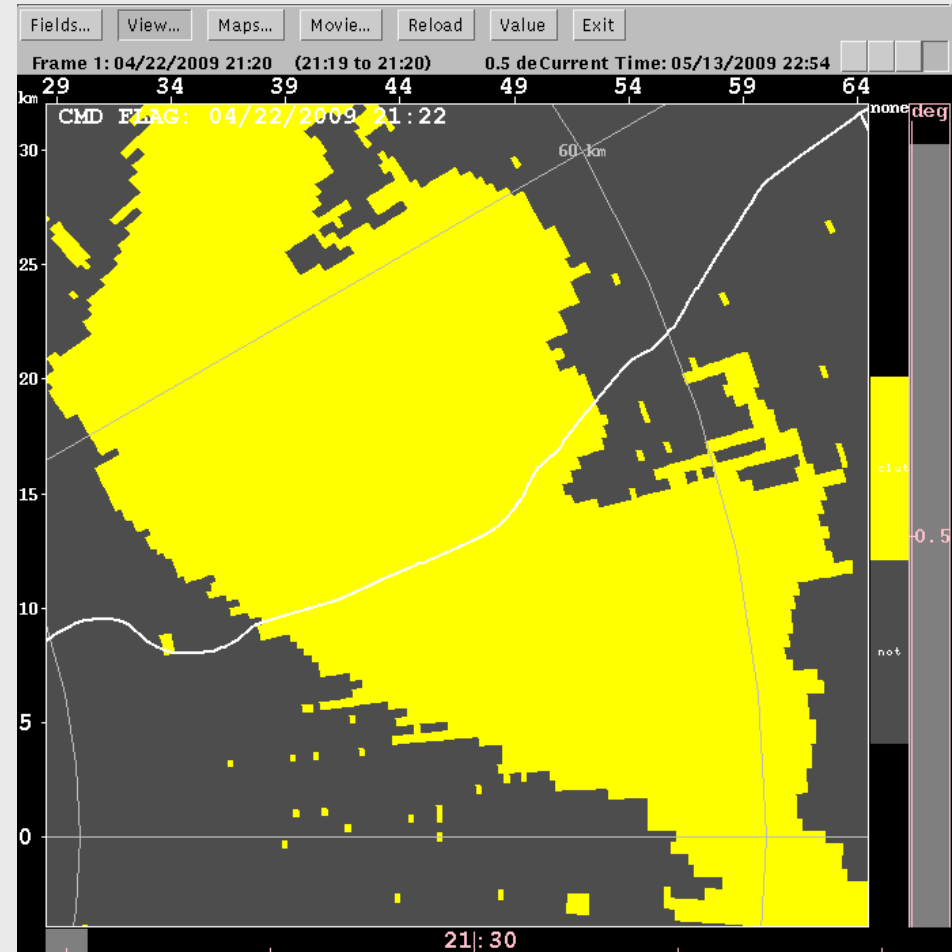 Fields... View... Maps... Movie... Reload Value Exit
Frame 1: 04/22/2009 21:20 (21:19 to 21:20) 0.5 de Current Time: 05/13/2009 22:54
km 29 34 39 44 49 54 59 64
none deg
CMD FLAG: 04/22/2009 21:22
60 km
30
25
20
15
clut
0.5
10
not
5
0
21:30